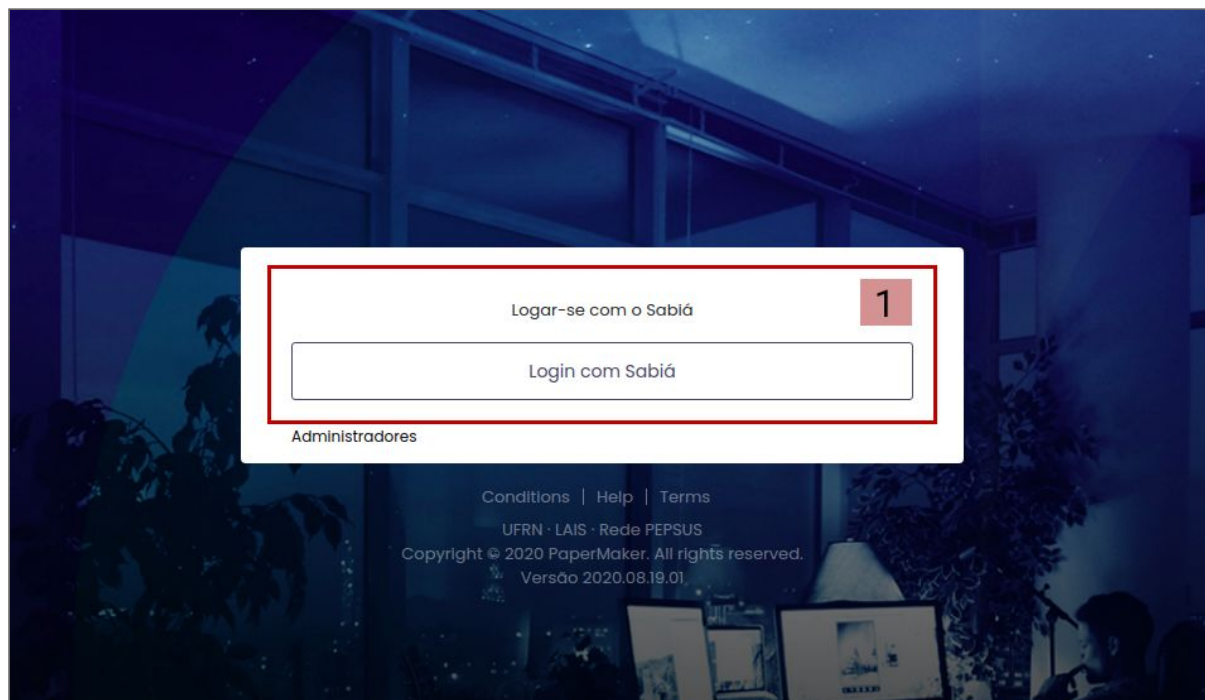 Logar-se com o Sabiá
1
Login com Sabiá
Administradores
Conditions | Help | Terms
UFRN · LAIS · Rede PEPSUS
Copyright © 2020 PaperMaker. All rights reserved.
Versão 2020.08.19.01